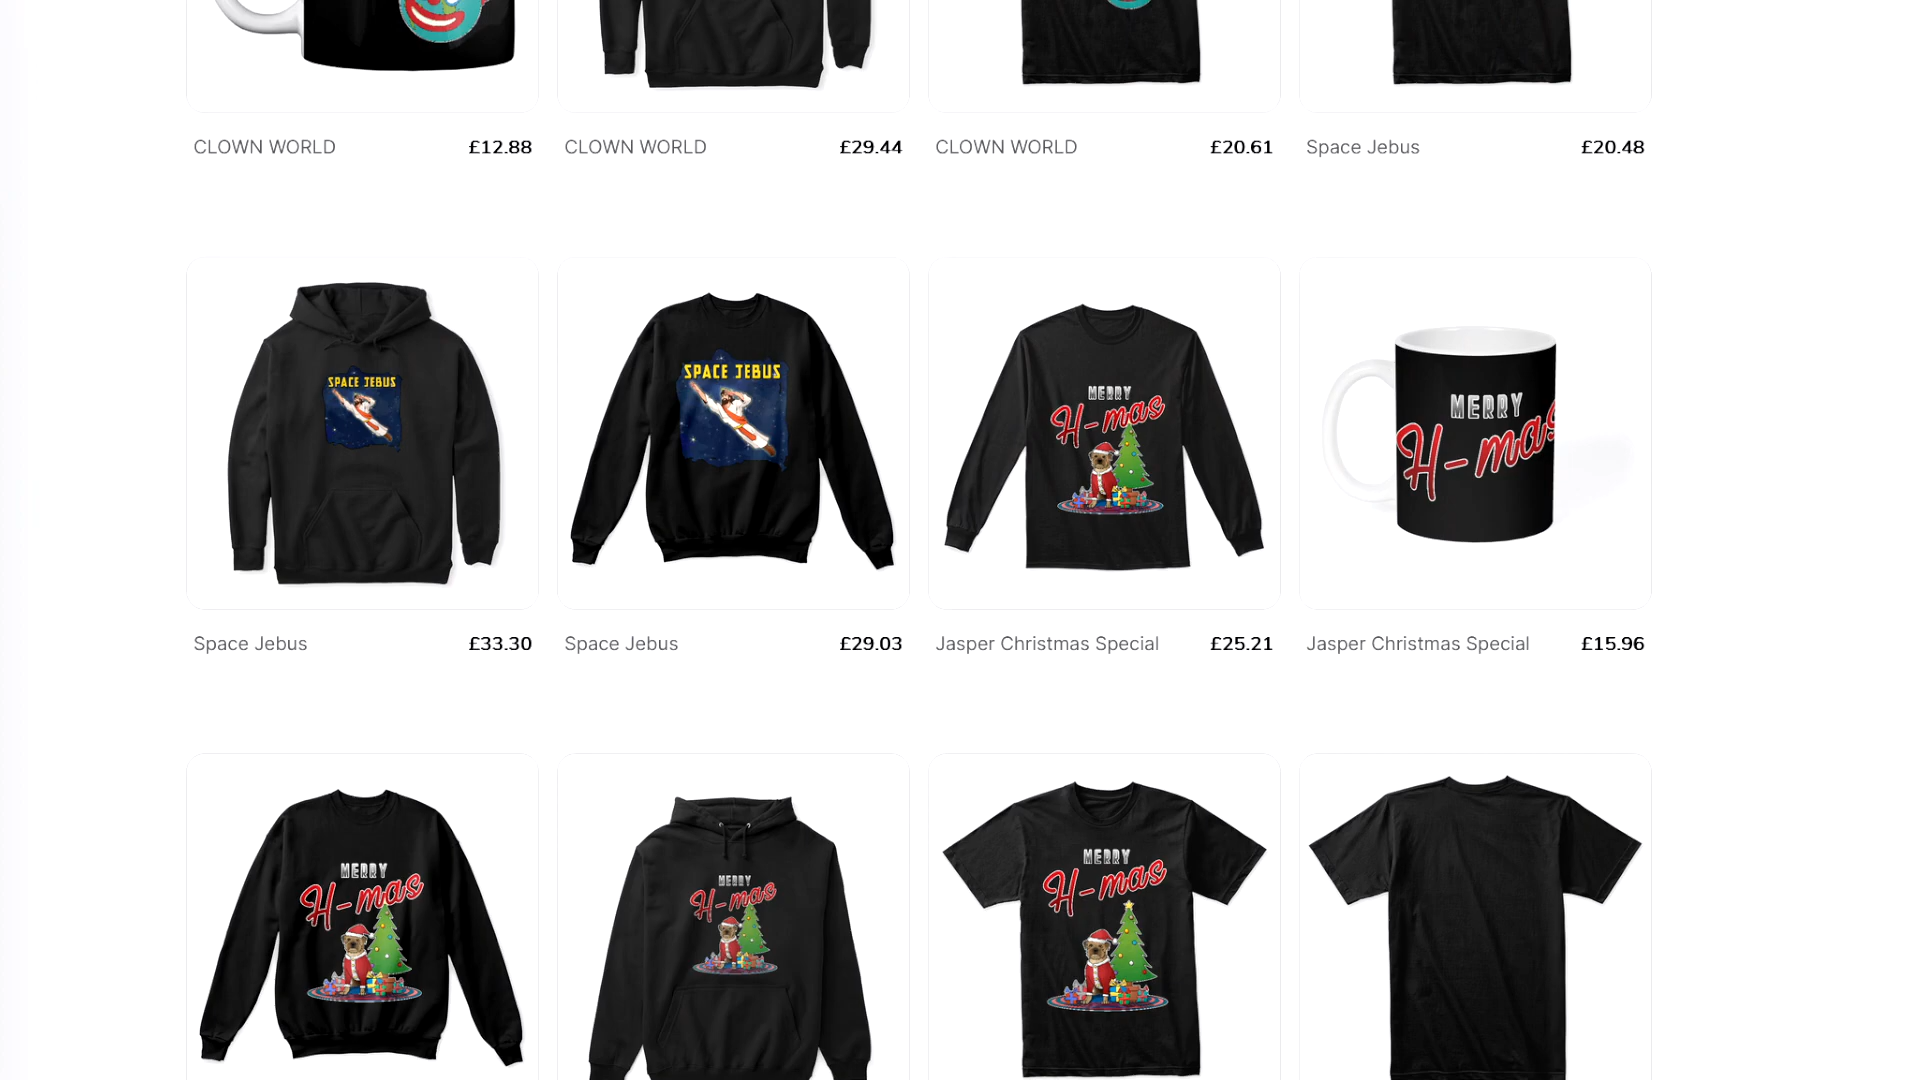 CLOWN WORLD £12.88
CLOWN WORLD £29.44
CLOWN WORLD £20.61
Space Jebus £20.48
SPACE JEBUS
SPACE JEBUS
MERRY
H-mas
MERRY
H-mas
Space Jebus £33.30
Space Jebus £29.03
Jasper Christmas Special £25.21
Jasper Christmas Special £15.96
MERRY
H-mas
MERRY
H-mas
MERRY
H-mas